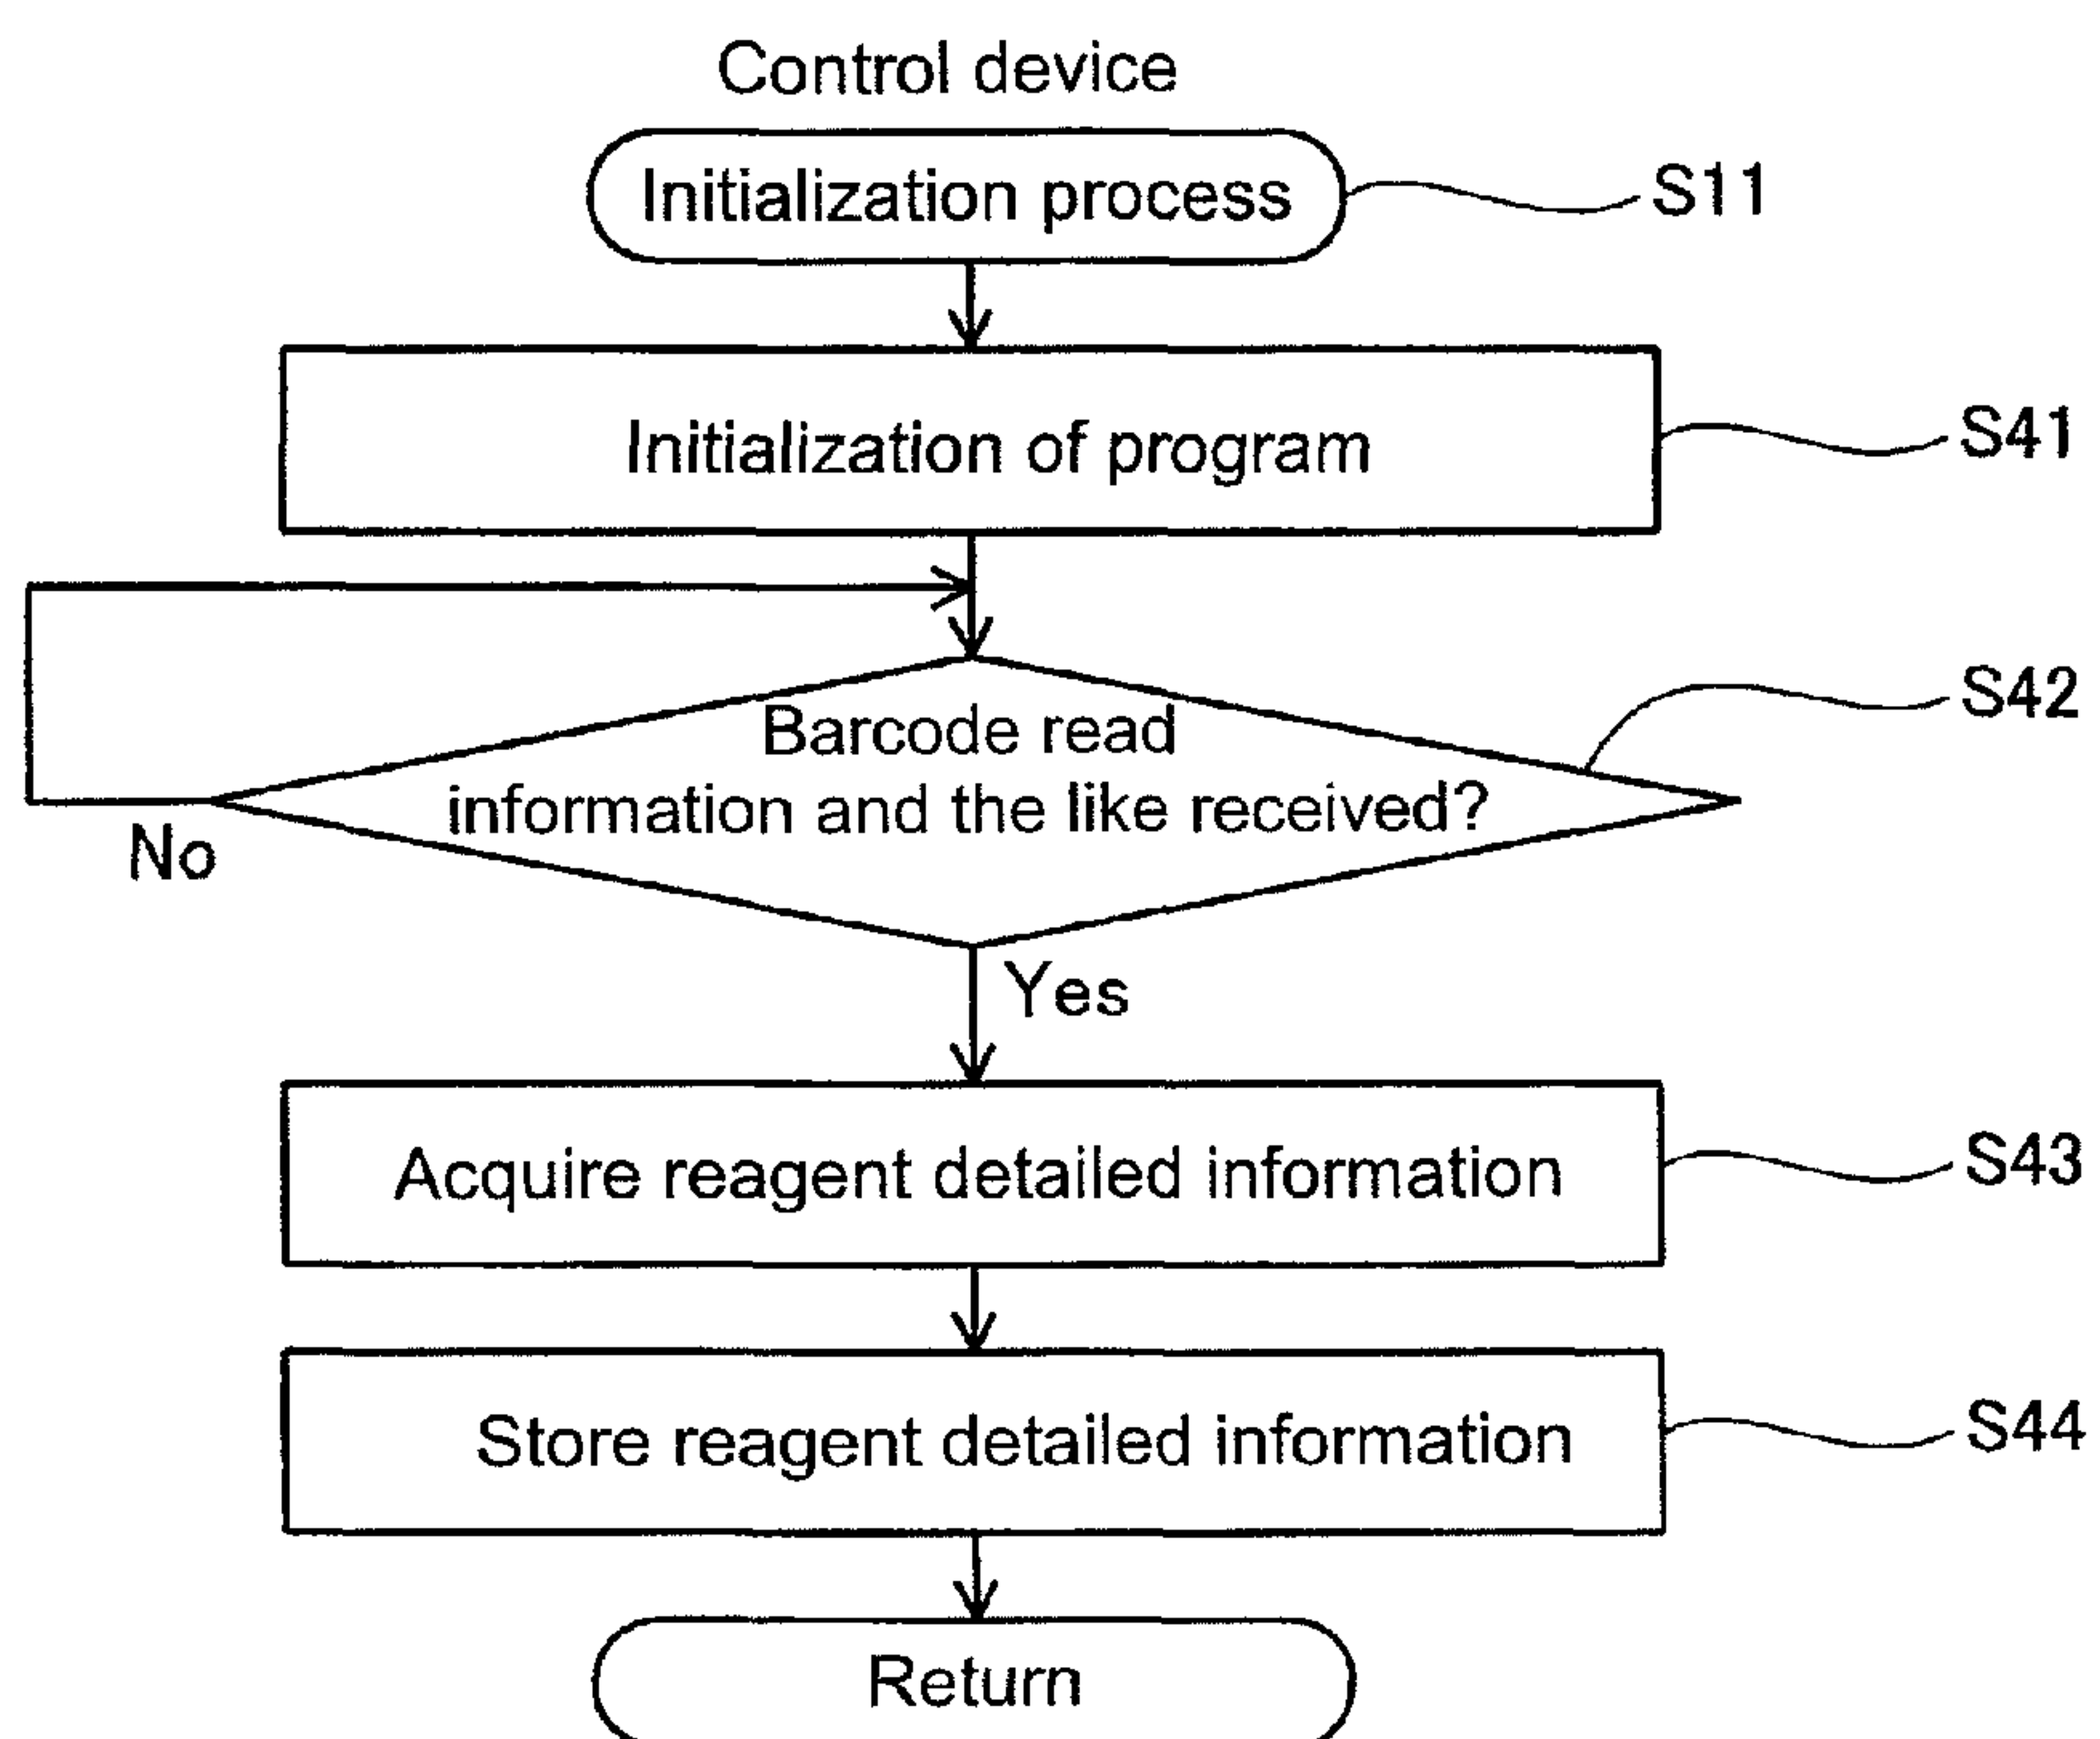 Control device
Initialization process
S11
Initialization of program
S41
Barcode read
information and the like received?
S42
No
Yes
Acquire reagent detailed information
S43
Store reagent detailed information
S44
Return